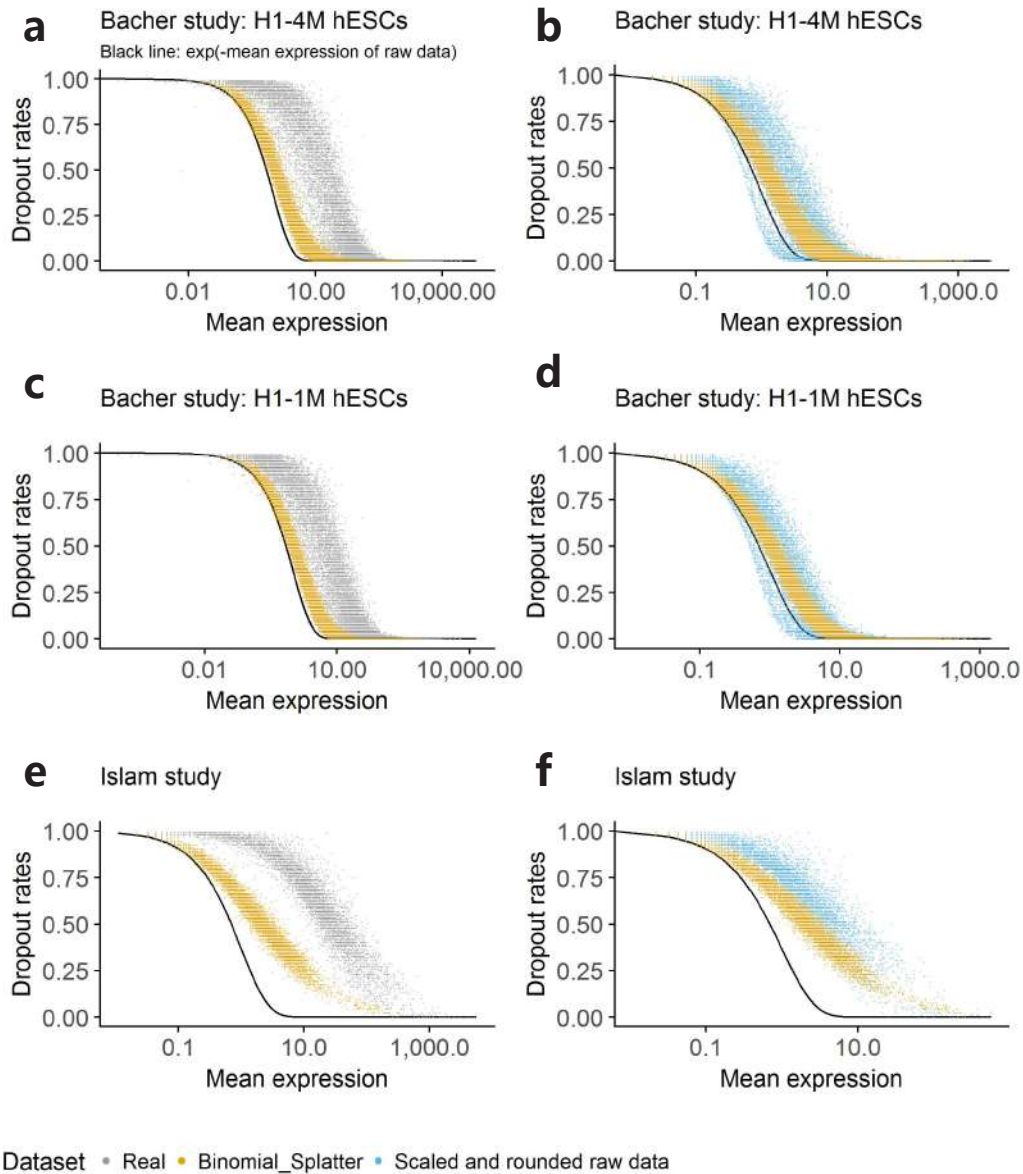 a
Bacher study: H1-4M hESCs
Black line: exp(-mean expression of raw data)
1.00
0.75
0.50
0.25
0.00
Dropout rates
0.01
10.00
10,000.00
Mean expression
b
Bacher study: H1-4M hESCs
1.00
0.75
0.50
0.25
0.00
Dropout rates
0.1
10.0
1,000.0
Mean expression
c
Bacher study: H1-1M hESCs
1.00
0.75
0.50
0.25
0.00
Dropout rates
0.01
10.00
10,000.00
Mean expression
d
Bacher study: H1-1M hESCs
1.00
0.75
0.50
0.25
0.00
Dropout rates
0.1
10.0
1,000.0
Mean expression
e
Islam study
1.00
0.75
0.50
0.25
0.00
Dropout rates
0.1
10.0
1,000.0
Mean expression
f
Islam study
1.00
0.75
0.50
0.25
0.00
Dropout rates
0.1
10.0
Mean expression
Dataset Real Binomial_Splatter Scaled and rounded raw data